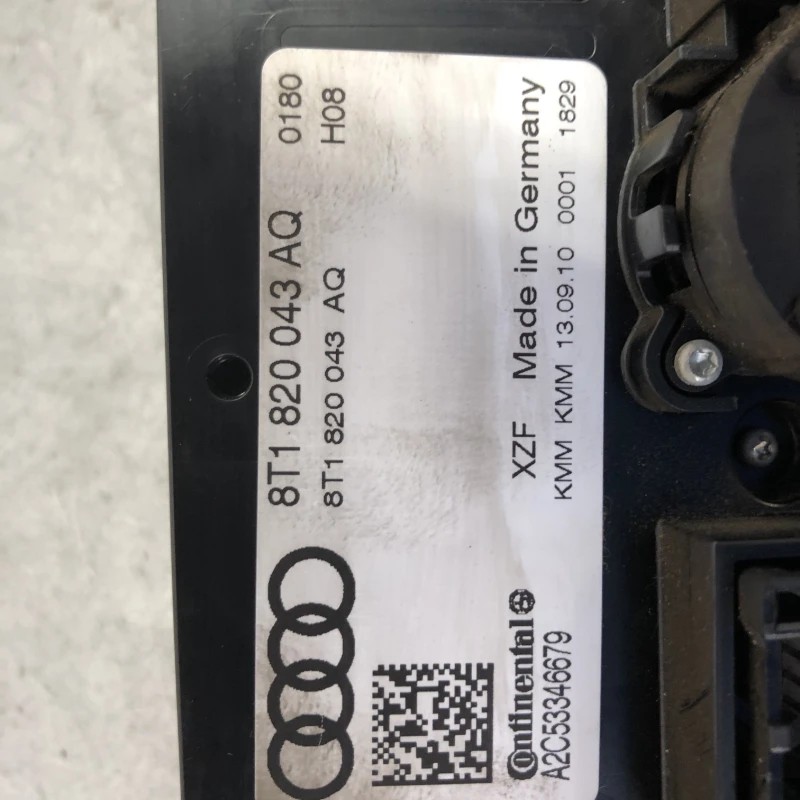 8T1 820 043 AQ 0180
8T1 820 043 AQ H08
XZF Made in Germany
KMM KMM 13.09.10 0001 1829
Continental
A2C53346679